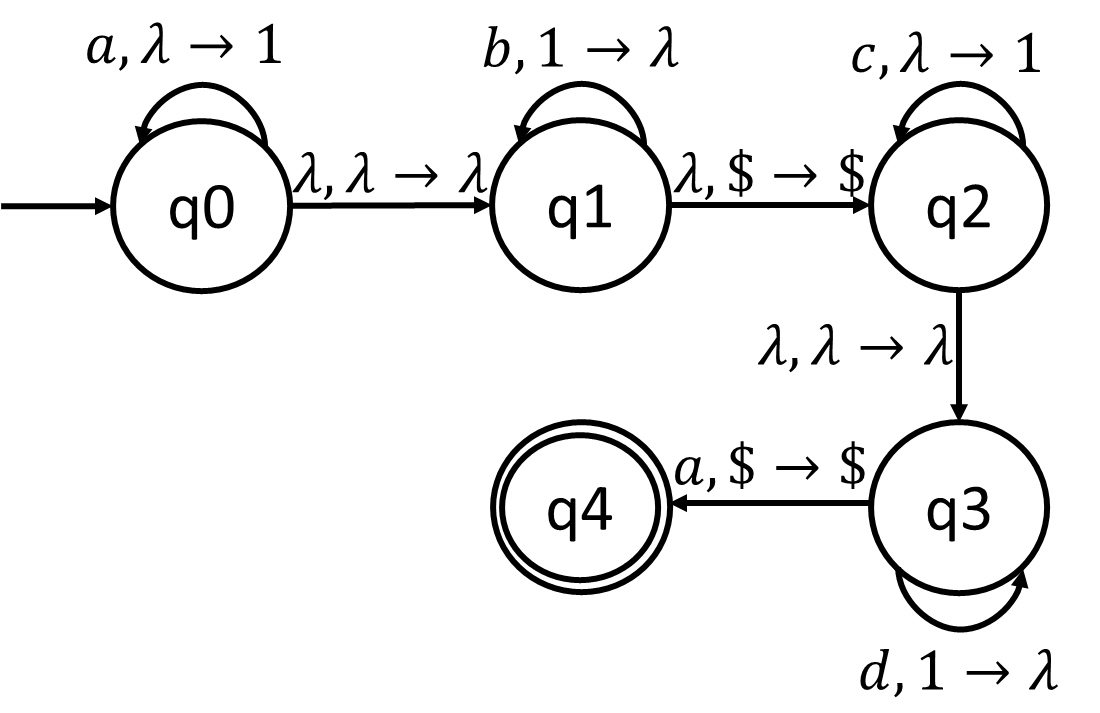 a, λ → 1
b, 1 → λ
c, λ → 1
λ, λ → λ
λ, $ → $
q0
q1
q2
λ, λ → λ
a, $ → $
q4
q3
d, 1 → λ